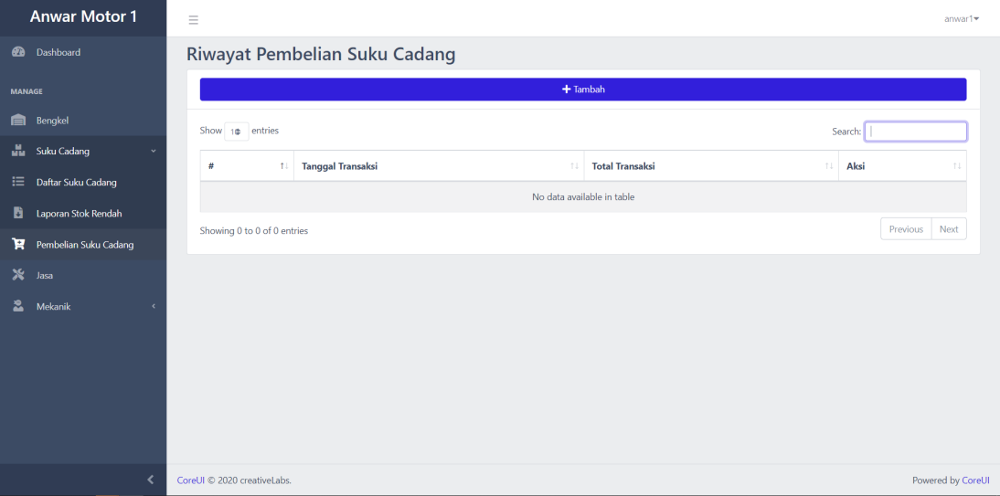 Anwar Motor 1
anwar1
Dashboard
MANAGE
Bengkel
Suku Cadang
Daftar Suku Cadang
Laporan Stok Rendah
Pembelian Suku Cadang
Jasa
Mekanik
Riwayat Pembelian Suku Cadang
Tambah
Show entries
Search:
# Tanggal Transaksi Total Transaksi Aksi
No data available in table
Showing 0 to 0 of 0 entries
Previous Next
CoreUI © 2020 creativeLabs.
Powered by CoreUI